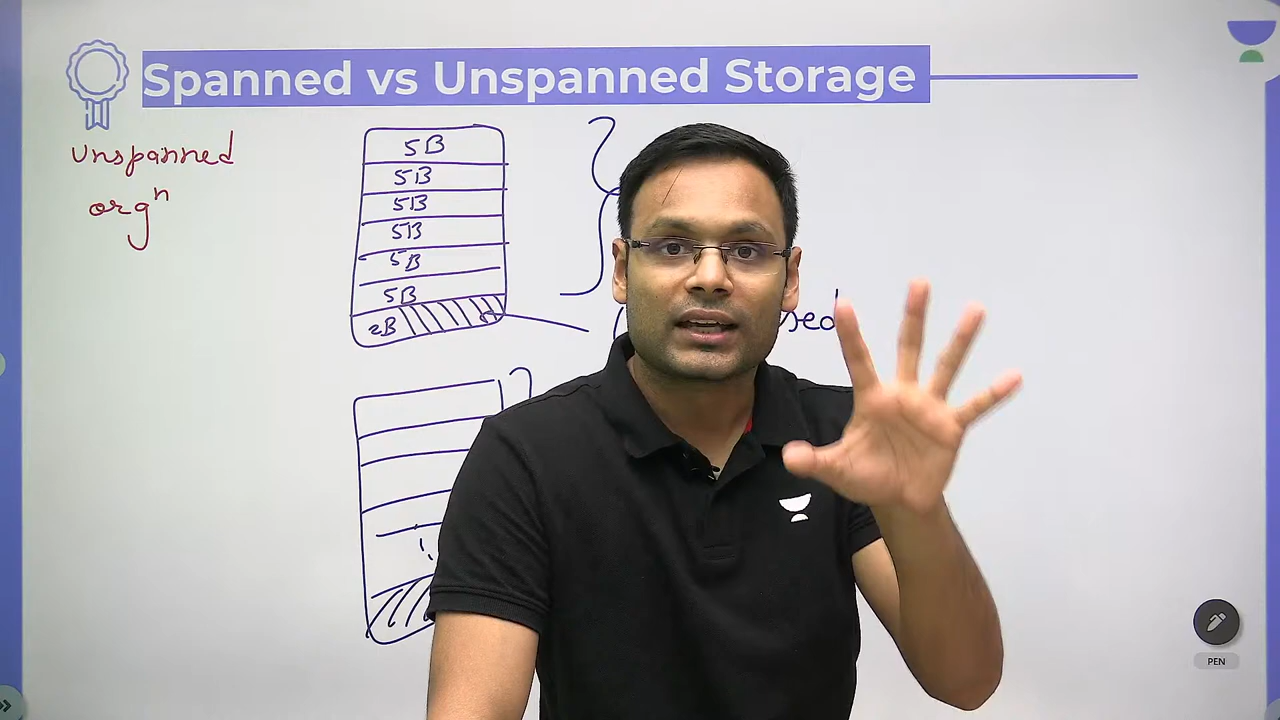 Spanned vs Unspanned Storage
Unspanned
orgⁿ
5B
5B
5B
5B
5B
5B
2B
PEN